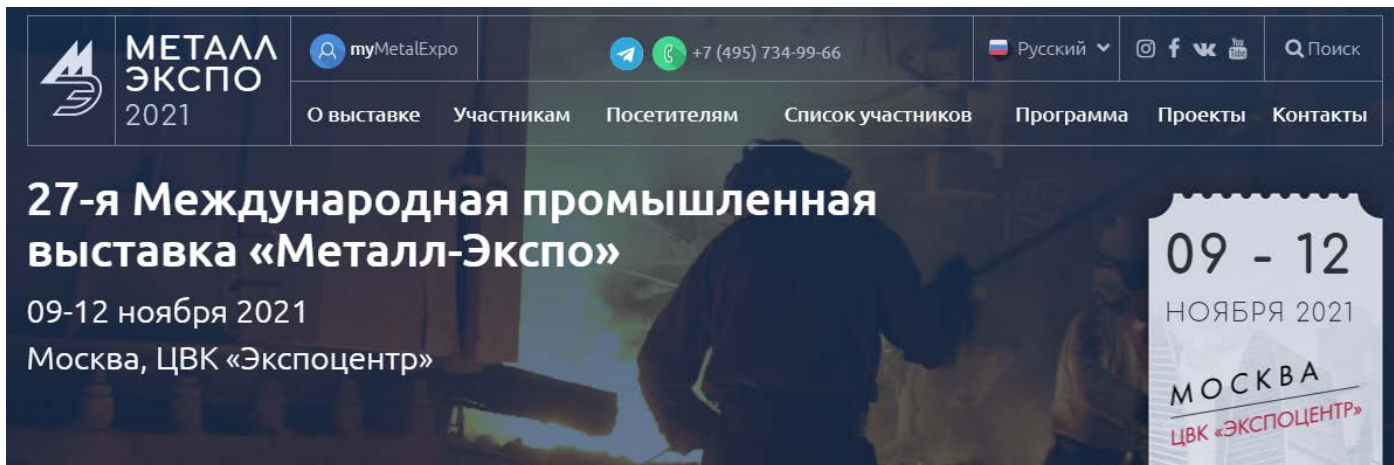 МЕТАЛЛ
ЭКСПО
2021
myMetalExpo
+7 (495) 734-99-66
Русский
Поиск
О выставке Участникам Посетителям Список участников Программа Проекты Контакты
27-я Международная промышленная
выставка «Металл-Экспо»
09-12 ноября 2021
Москва, ЦВК «Экспоцентр»
09 - 12
НОЯБРЯ 2021
МОСКВА
ЦВК «ЭКСПОЦЕНТР»